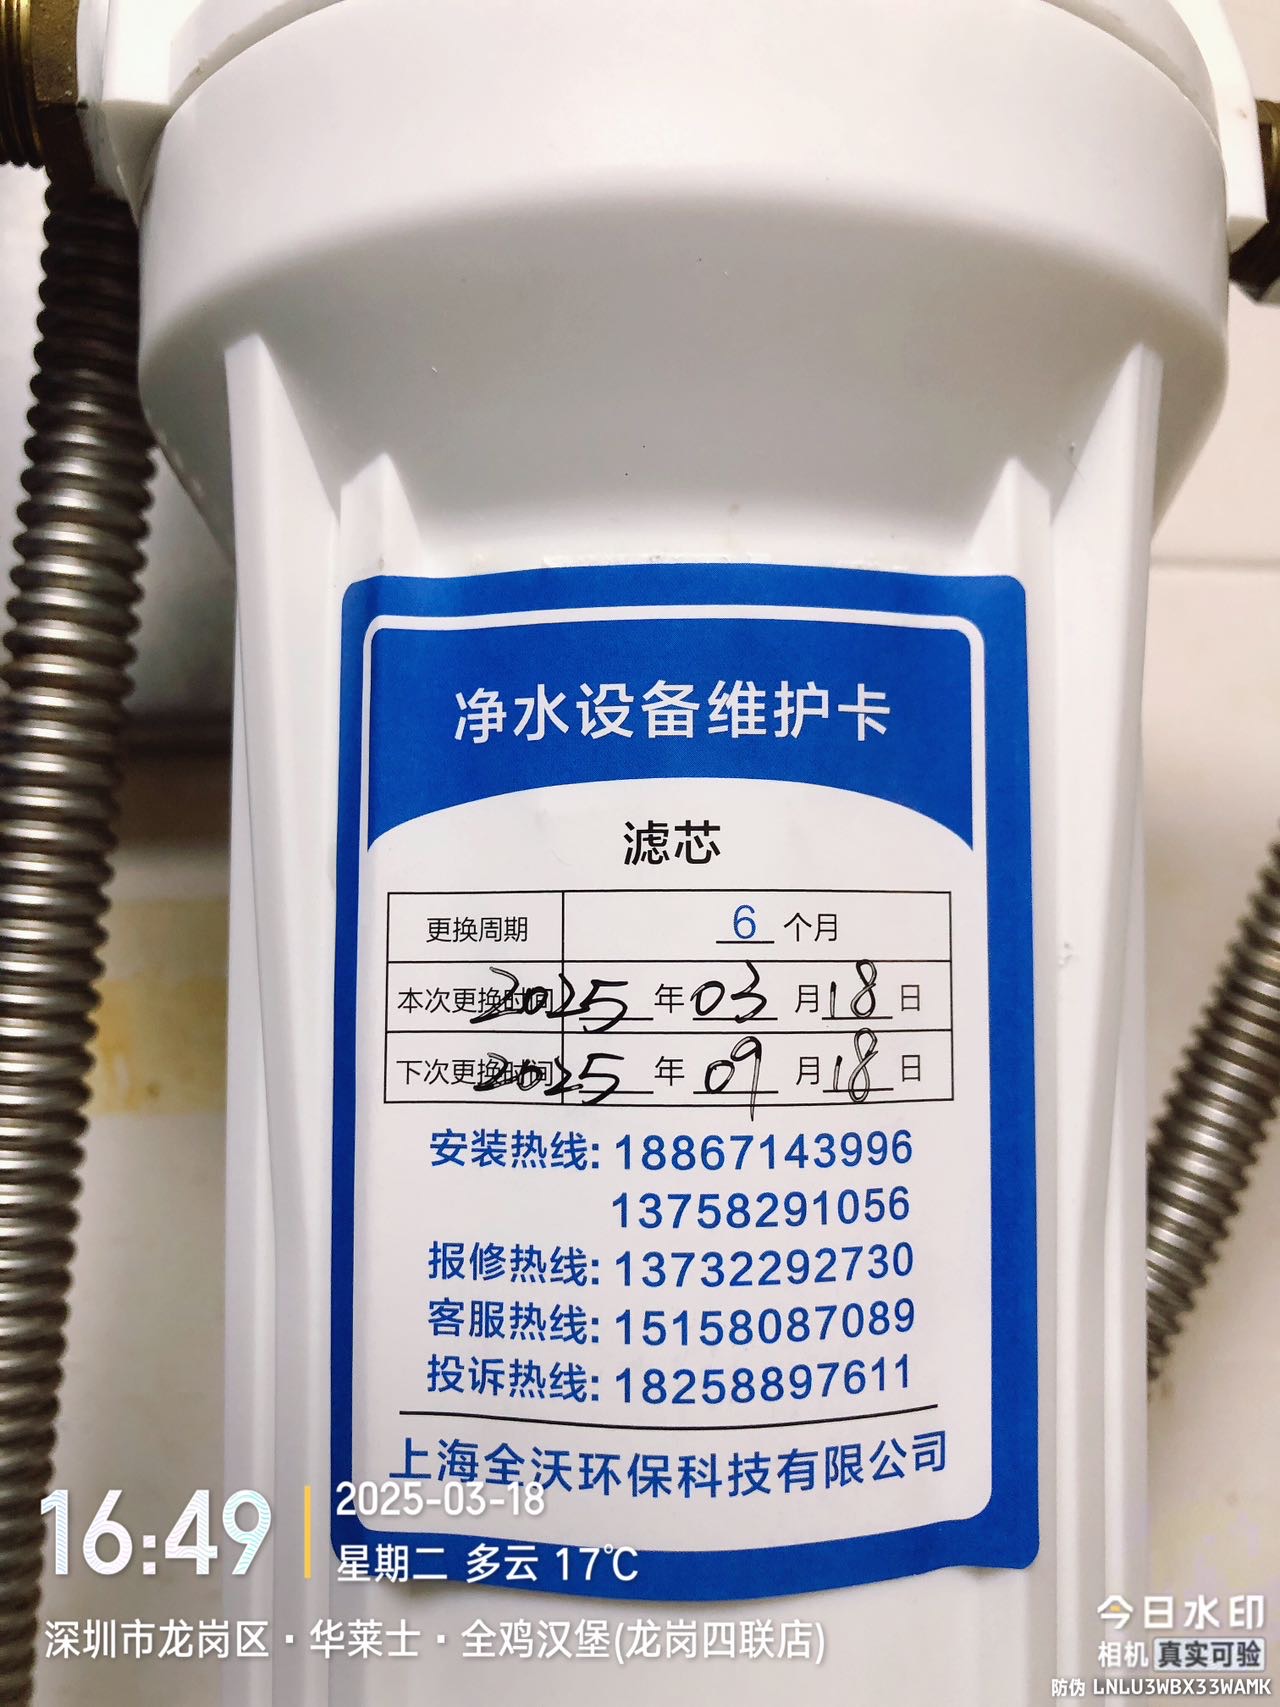 净水设备维护卡
滤芯
更换周期 6 个月
本次更换时间 2025 年 03 月 18 日
下次更换时间 2025 年 09 月 18 日
安装热线: 18867143996
13758291056
报修热线: 13732292730
客服热线: 15158087089
投诉热线: 18258897611
上海全沃环保科技有限公司
16:49
2025-03-18
星期二 多云 17℃
深圳市龙岗区·华莱士·全鸡汉堡(龙岗四联店)
今日水印
相机 真实可验
防伪 LNLU3WBX33WAMK